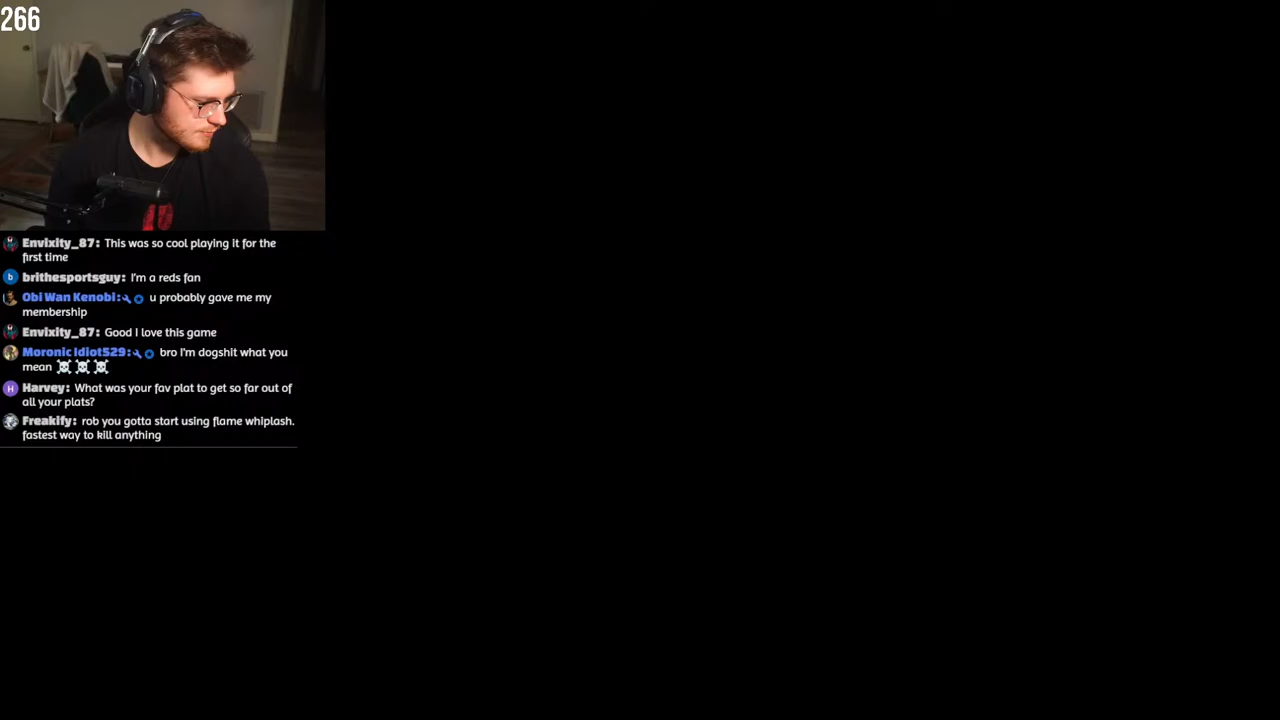 266
Envixity_87: This was so cool playing it for the
first time
b brithesportsguy: I'm a reds fan
Obi Wan Kenobi: u probably gave me my
membership
Envixity_87: Good I love this game
Moronic Idiot529: bro I'm dogshit what you
mean ☠️ ☠️ ☠️
H Harvey: What was your fav plat to get so far out of
all your plats?
Freakify: rob you gotta start using flame whiplash.
fastest way to kill anything